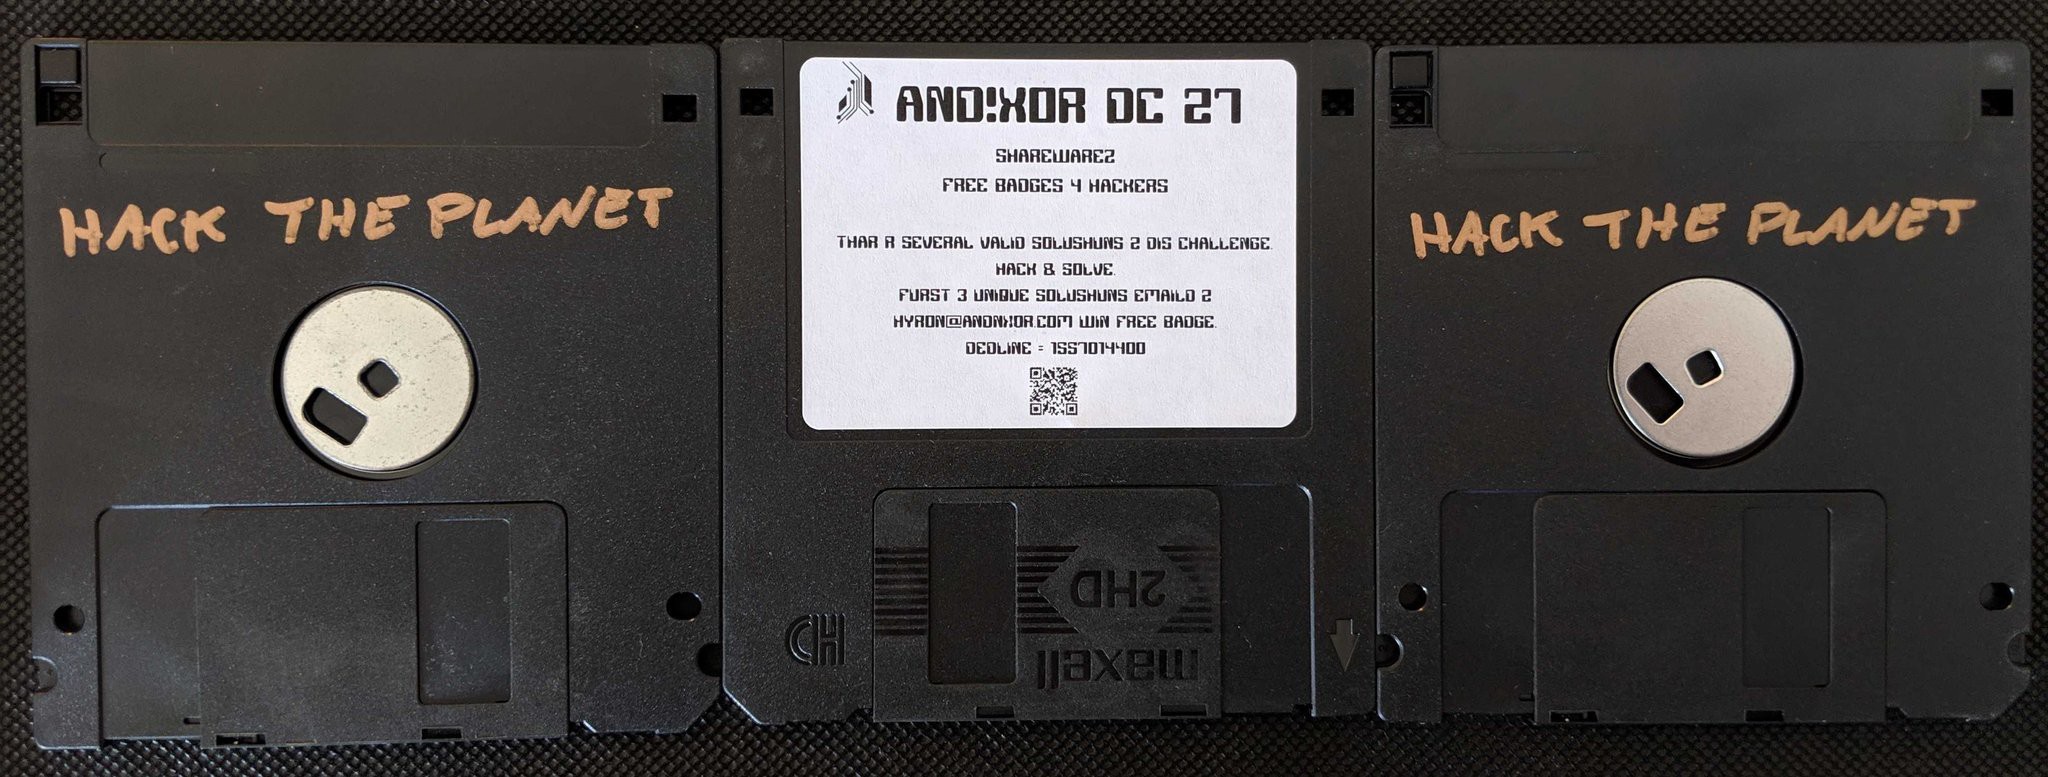 HACK THE PLANET
AND!XOR DC 27
SHAREWAREZ
FREE BADGES 4 HACKERS
THAR R SEVERAL VALID SOLUSHUNS 2 DIS CHALLENGE.
HACK & SOLVE.
FURST 3 UNIQUE SOLUSHUNS EMAILD 2
HYRON@ANDNXOR.COM WIN FREE BADGE.
DEDLINE = 1557014400
HD
2HD
maxell
HACK THE PLANET